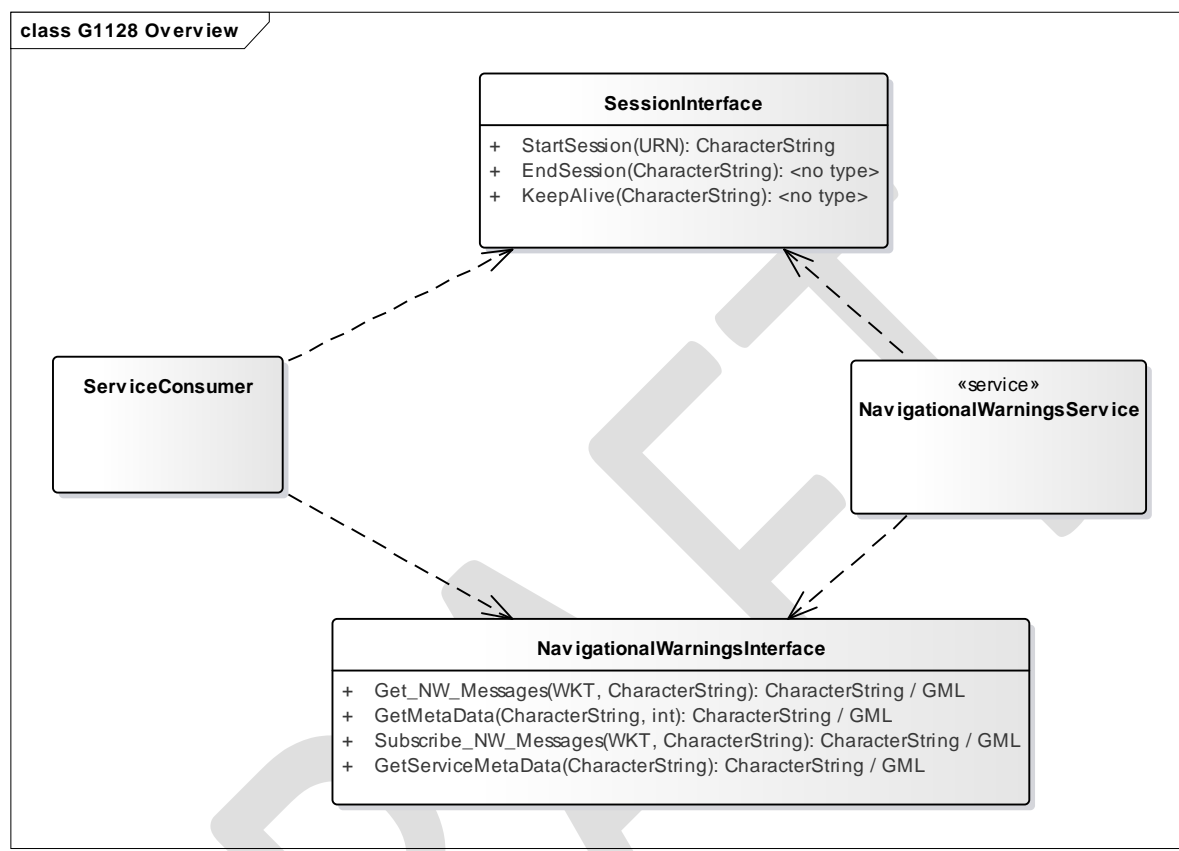 class G1128 Overview
SessionInterface
+ StartSession(URN): CharacterString
+ EndSession(CharacterString): <no type>
+ KeepAlive(CharacterString): <no type>
ServiceConsumer
«service»
NavigationalWarningsService
NavigationalWarningsInterface
+ Get_NW_Messages(WKT, CharacterString): CharacterString / GML
+ GetMetaData(CharacterString, int): CharacterString / GML
+ Subscribe_NW_Messages(WKT, CharacterString): CharacterString / GML
+ GetServiceMetaData(CharacterString): CharacterString / GML